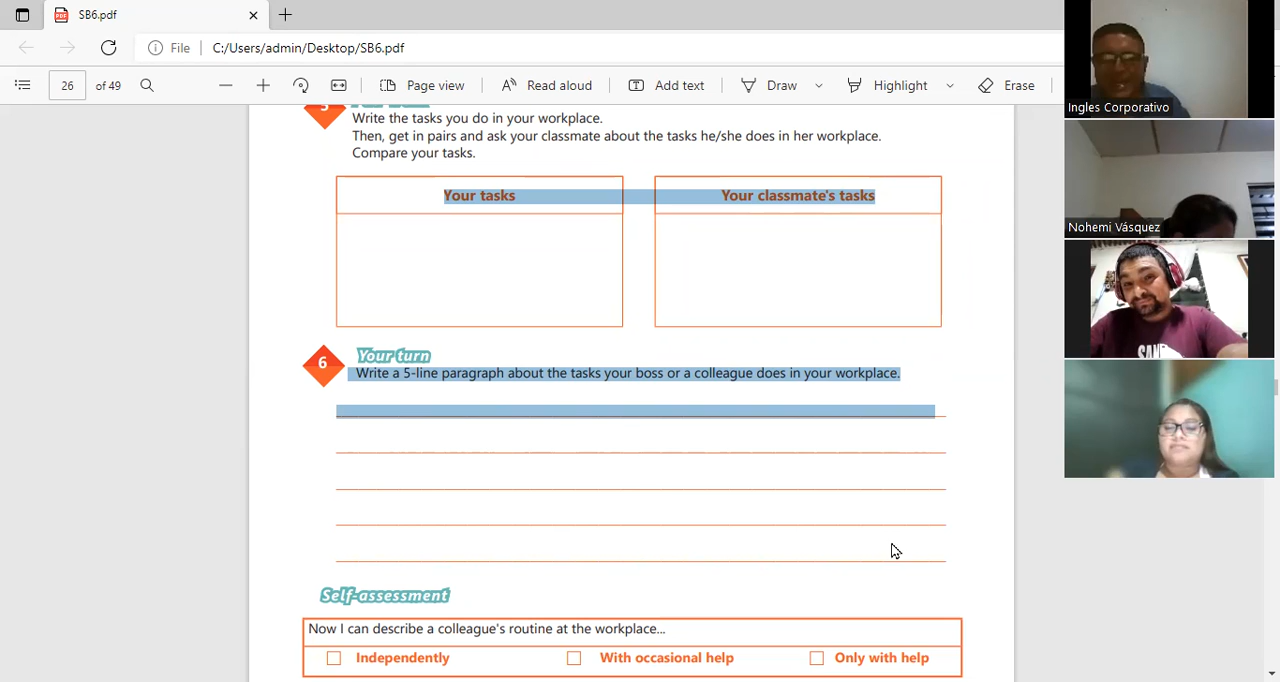 SB6.pdf
File
C:/Users/admin/Desktop/SB6.pdf
26 of 49
Page view
Read aloud
Add text
Draw
Highlight
Erase
Write the tasks you do in your workplace.
Then, get in pairs and ask your classmate about the tasks he/she does in her workplace.
Compare your tasks.
Your tasks
Your classmate's tasks
6
Your turn
Write a 5-line paragraph about the tasks your boss or a colleague does in your workplace.
Self-assessment
Now I can describe a colleague's routine at the workplace...
Independently
With occasional help
Only with help
Ingles Corporativo
Nohemi Vásquez